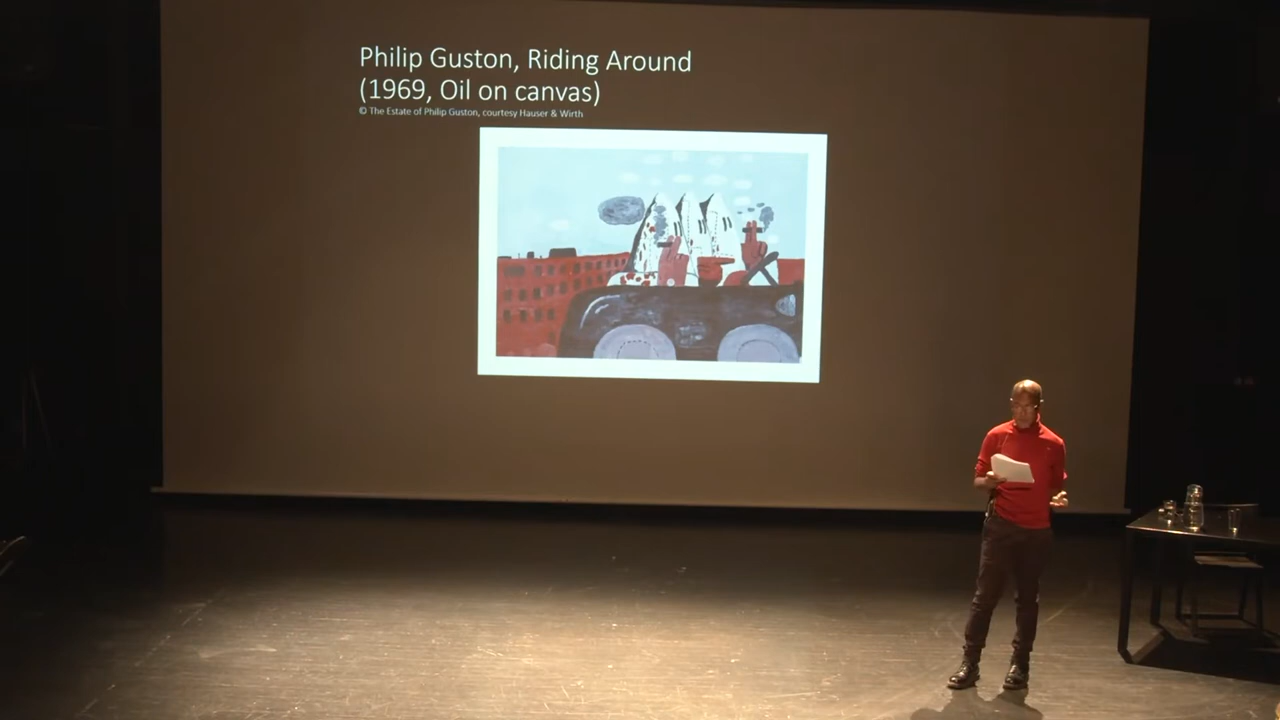 Philip Guston, Riding Around
(1969, Oil on canvas)
© The Estate of Philip Guston, courtesy Hauser & Wirth